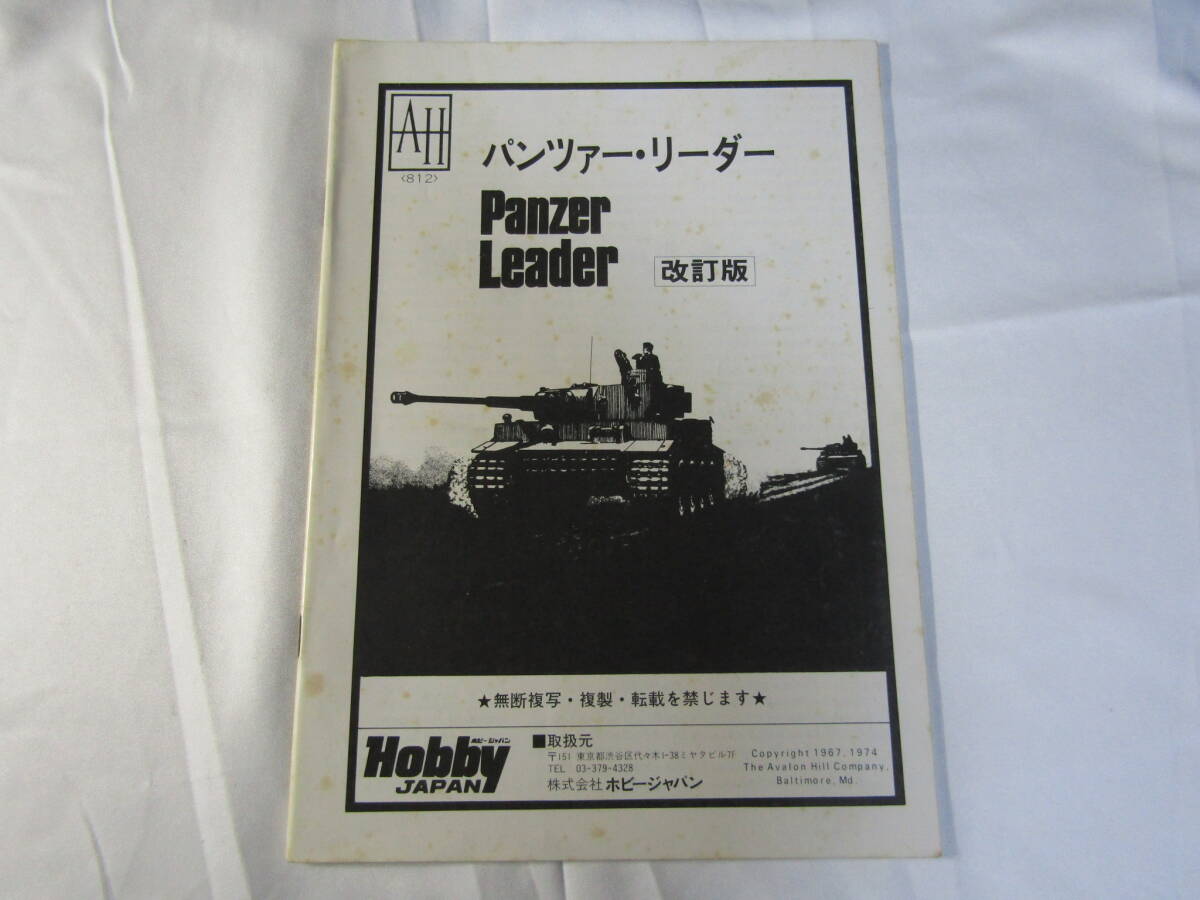 AH
〈812〉
パンツァー・リーダー
Panzer
Leader
改訂版
★無断複写・複製・転載を禁じます★
ホビージャパン
Hobby
JAPAN
■取扱元
〒151 東京都渋谷区代々木1-38ミヤタビル7F
TEL 03-379-4328
株式会社 ホビージャパン
Copyright 1967, 1974
The Avalon Hill Company,
Baltimore, Md.